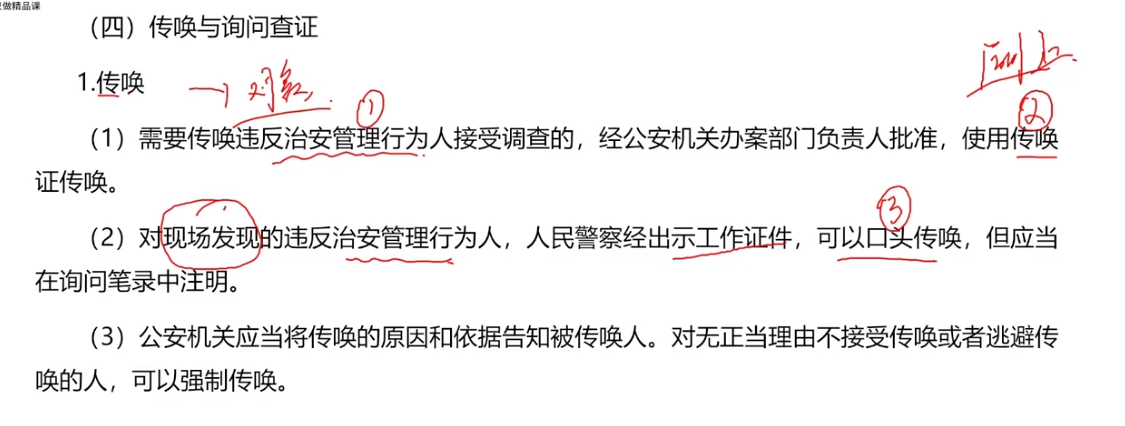 只做精品课
（四）传唤与询问查证
1.传唤 → 对象
① ②
（1）需要传唤违反治安管理行为人接受调查的，经公安机关办案部门负责人批准，使用传唤
证传唤。
③
（2）对现场发现的违反治安管理行为人，人民警察经出示工作证件，可以口头传唤，但应当
在询问笔录中注明。
（3）公安机关应当将传唤的原因和依据告知被传唤人。对无正当理由不接受传唤或者逃避传
唤的人，可以强制传唤。